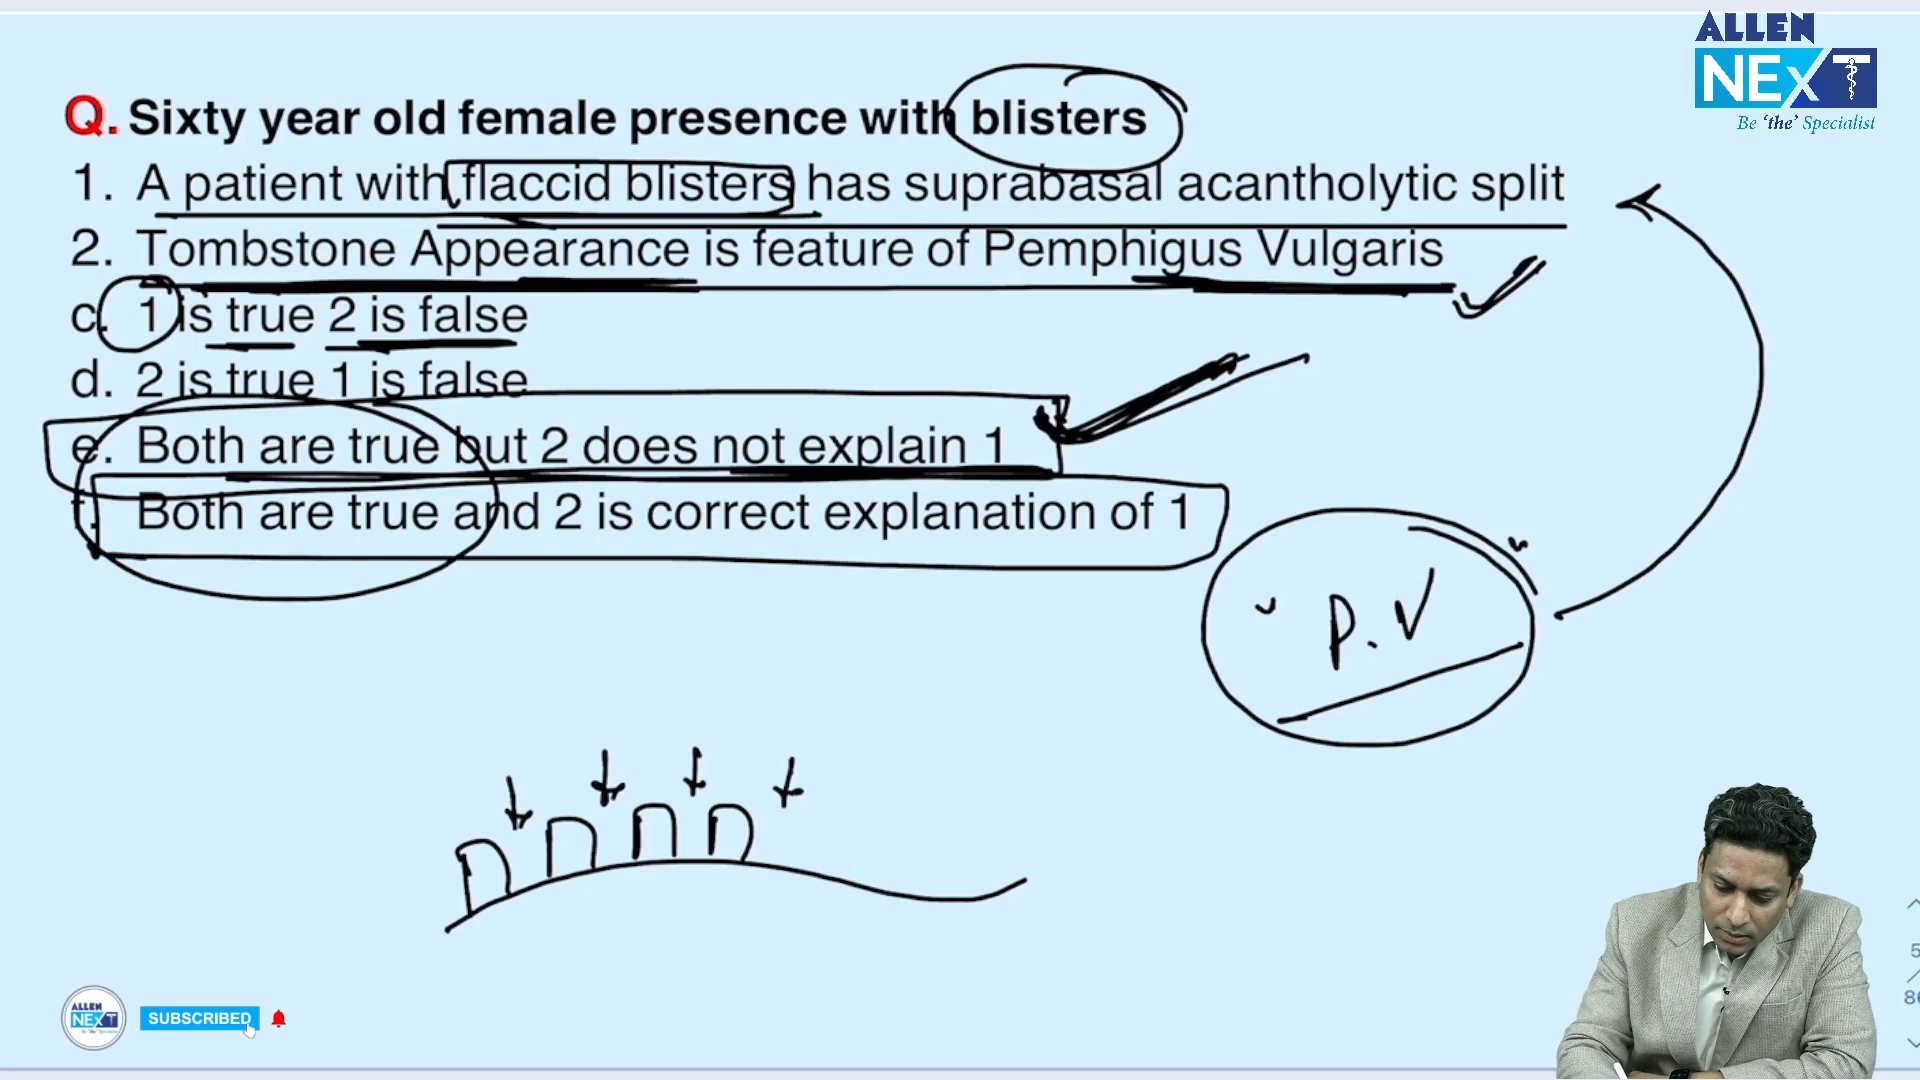 ALLEN
NExT
Be 'the' Specialist
Q. Sixty year old female presence with blisters
1. A patient with flaccid blisters has suprabasal acantholytic split
2. Tombstone Appearance is feature of Pemphigus Vulgaris
c. 1 is true 2 is false
d. 2 is true 1 is false
e. Both are true but 2 does not explain 1
f. Both are true and 2 is correct explanation of 1
P.V
ALLEN
NExT
SUBSCRIBED